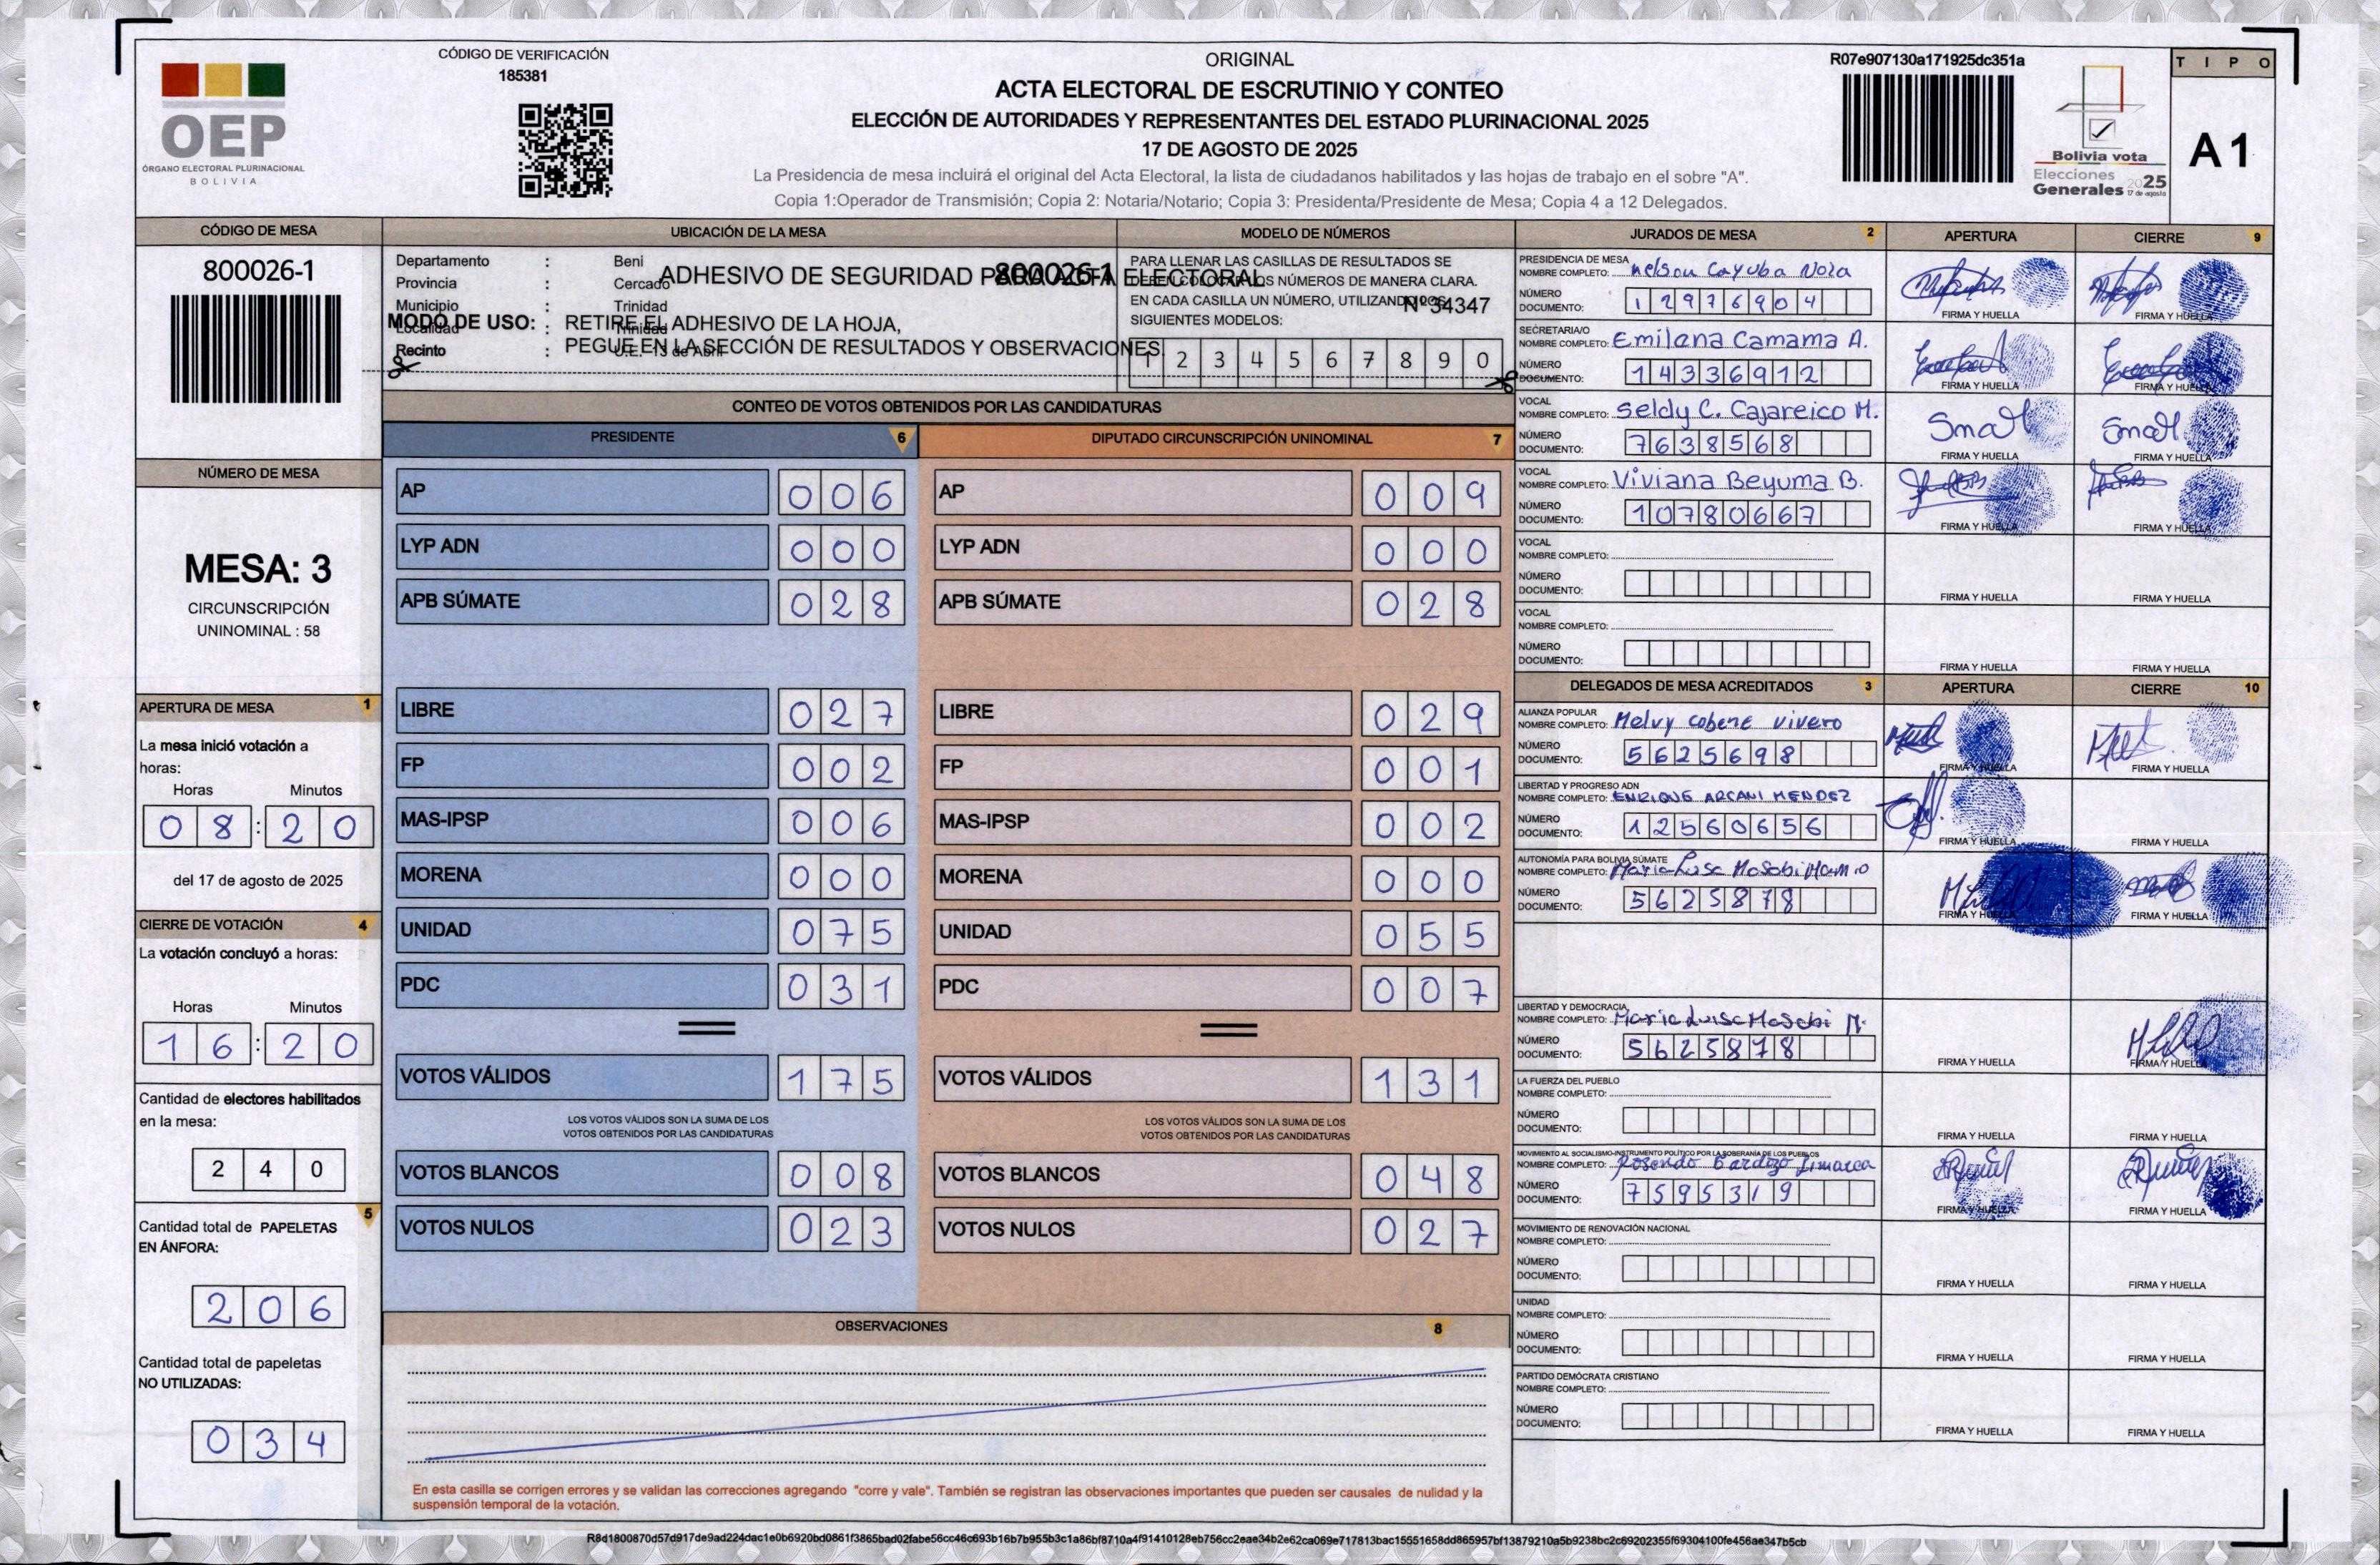 CÓDIGO DE VERIFICACIÓN
185381
OEP
ÓRGANO ELECTORAL PLURINACIONAL
BOLIVIA
ORIGINAL
ACTA ELECTORAL DE ESCRUTINIO Y CONTEO
ELECCIÓN DE AUTORIDADES Y REPRESENTANTES DEL ESTADO PLURINACIONAL 2025
17 DE AGOSTO DE 2025
La Presidencia de mesa incluirá el original del Acta Electoral, la lista de ciudadanos habilitados y las hojas de trabajo en el sobre "A".
Copia 1:Operador de Transmisión; Copia 2: Notaria/Notario; Copia 3: Presidenta/Presidente de Mesa; Copia 4 a 12 Delegados.
R07e907130a171925dc351a
Bolivia vota
Elecciones
Generales 2025
17 de agosto
TIPO
A1
CÓDIGO DE MESA
800026-1
NÚMERO DE MESA
MESA: 3
CIRCUNSCRIPCIÓN
UNINOMINAL : 58
APERTURA DE MESA 1
La mesa inició votación a
horas:
Horas Minutos
08:20
del 17 de agosto de 2025
CIERRE DE VOTACIÓN 4
La votación concluyó a horas:
Horas Minutos
16:20
Cantidad de electores habilitados
en la mesa:
240
5
Cantidad total de PAPELETAS
EN ÁNFORA:
206
Cantidad total de papeletas
NO UTILIZADAS:
034
UBICACIÓN DE LA MESA
Departamento : Beni
Provincia : Cercado
Municipio : Trinidad
Localidad : Trinidad
Recinto : U.E. 13 de Abril
ADHESIVO DE SEGURIDAD PARA ACTA ELECTORAL
800026-1
N° 34347
MODO DE USO: RETIRE EL ADHESIVO DE LA HOJA,
PEGUE EN LA SECCIÓN DE RESULTADOS Y OBSERVACIONES
MODELO DE NÚMEROS
PARA LLENAR LAS CASILLAS DE RESULTADOS SE
DEBEN COLOCAR LOS NÚMEROS DE MANERA CLARA.
EN CADA CASILLA UN NÚMERO, UTILIZANDO LOS
SIGUIENTES MODELOS:
1 2 3 4 5 6 7 8 9 0
CONTEO DE VOTOS OBTENIDOS POR LAS CANDIDATURAS
PRESIDENTE 6
AP 006
LYP ADN 000
APB SÚMATE 028
LIBRE 027
FP 002
MAS-IPSP 006
MORENA 000
UNIDAD 075
PDC 031
VOTOS VÁLIDOS 175
LOS VOTOS VÁLIDOS SON LA SUMA DE LOS
VOTOS OBTENIDOS POR LAS CANDIDATURAS
VOTOS BLANCOS 008
VOTOS NULOS 023
DIPUTADO CIRCUNSCRIPCIÓN UNINOMINAL 7
AP 009
LYP ADN 000
APB SÚMATE 028
LIBRE 029
FP 001
MAS-IPSP 002
MORENA 000
UNIDAD 055
PDC 007
VOTOS VÁLIDOS 131
LOS VOTOS VÁLIDOS SON LA SUMA DE LOS
VOTOS OBTENIDOS POR LAS CANDIDATURAS
VOTOS BLANCOS 048
VOTOS NULOS 027
OBSERVACIONES 8
En esta casilla se corrigen errores y se validan las correcciones agregando "corre y vale". También se registran las observaciones importantes que pueden ser causales de nulidad y la
suspensión temporal de la votación.
JURADOS DE MESA 2 APERTURA CIERRE 9
PRESIDENCIA DE MESA
NOMBRE COMPLETO: Nelson Cayuba Noza
NÚMERO
DOCUMENTO: 12976904
FIRMA Y HUELLA FIRMA Y HUELLA
SECRETARIA/O
NOMBRE COMPLETO: Emilana Camama A.
NÚMERO
DOCUMENTO: 14336912
FIRMA Y HUELLA FIRMA Y HUELLA
VOCAL
NOMBRE COMPLETO: Seldy C. Cajareico M.
NÚMERO
DOCUMENTO: 7638568
FIRMA Y HUELLA FIRMA Y HUELLA
VOCAL
NOMBRE COMPLETO: Viviana Beyuma B.
NÚMERO
DOCUMENTO: 10780667
FIRMA Y HUELLA FIRMA Y HUELLA
VOCAL
NOMBRE COMPLETO:
NÚMERO
DOCUMENTO:
FIRMA Y HUELLA FIRMA Y HUELLA
VOCAL
NOMBRE COMPLETO:
NÚMERO
DOCUMENTO:
FIRMA Y HUELLA FIRMA Y HUELLA
DELEGADOS DE MESA ACREDITADOS 3 APERTURA CIERRE 10
ALIANZA POPULAR
NOMBRE COMPLETO: Melvy Cobene Vivero
NÚMERO
DOCUMENTO: 5625698
FIRMA Y HUELLA FIRMA Y HUELLA
LIBERTAD Y PROGRESO ADN
NOMBRE COMPLETO: ENRIQUE ARCANI MENDEZ
NÚMERO
DOCUMENTO: 12560656
FIRMA Y HUELLA FIRMA Y HUELLA
AUTONOMÍA PARA BOLIVIA SÚMATE
NOMBRE COMPLETO: Maria Luisa Mosobi
NÚMERO
DOCUMENTO: 5625878
FIRMA Y HUELLA FIRMA Y HUELLA
LIBERTAD Y DEMOCRACIA
NOMBRE COMPLETO: Maria Luisa Mosobi M.
NÚMERO
DOCUMENTO: 5625878
FIRMA Y HUELLA FIRMA Y HUELLA
LA FUERZA DEL PUEBLO
NOMBRE COMPLETO:
NÚMERO
DOCUMENTO:
FIRMA Y HUELLA FIRMA Y HUELLA
MOVIMIENTO AL SOCIALISMO-INSTRUMENTO POLÍTICO POR LA SOBERANÍA DE LOS PUEBLOS
NOMBRE COMPLETO: Rosendo Cardozo
NÚMERO
DOCUMENTO: 7595319
FIRMA Y HUELLA FIRMA Y HUELLA
MOVIMIENTO DE RENOVACIÓN NACIONAL
NOMBRE COMPLETO:
NÚMERO
DOCUMENTO:
FIRMA Y HUELLA FIRMA Y HUELLA
UNIDAD
NOMBRE COMPLETO:
NÚMERO
DOCUMENTO:
FIRMA Y HUELLA FIRMA Y HUELLA
PARTIDO DEMÓCRATA CRISTIANO
NOMBRE COMPLETO:
NÚMERO
DOCUMENTO:
FIRMA Y HUELLA FIRMA Y HUELLA